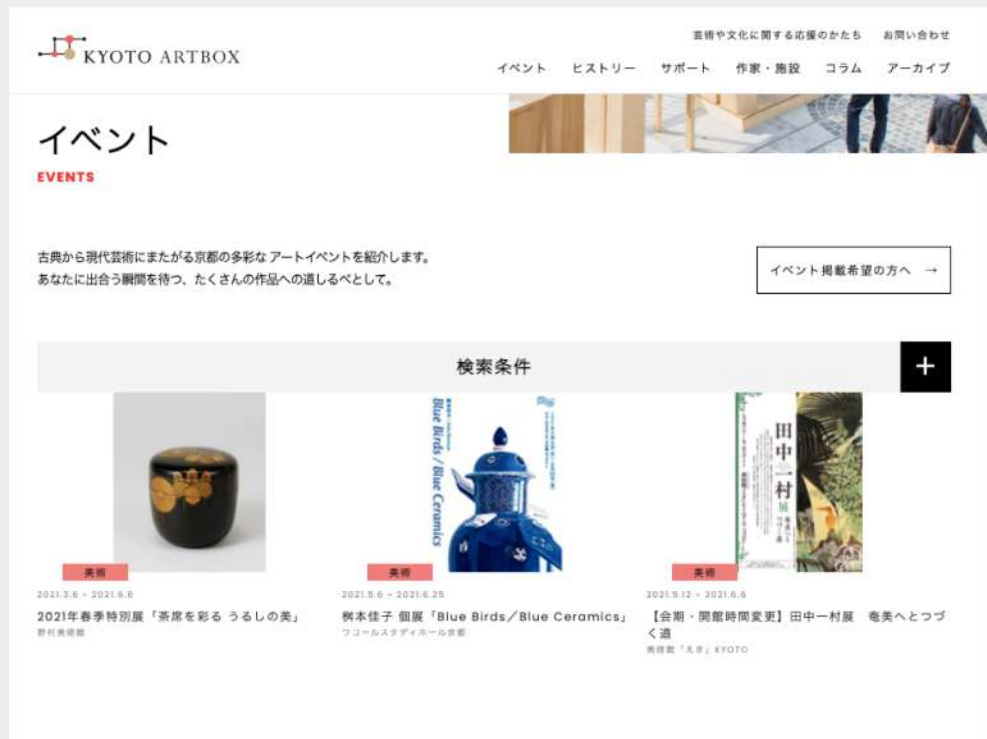 芸術や文化に関する応援のかたち お問い合わせ
KYOTO ARTBOX
イベント ヒストリー サポート 作家・施設 コラム アーカイブ
イベント
EVENTS
古典から現代芸術にまたがる京都の多彩な アートイベントを紹介します。
あなたに出合う瞬間を待つ、たくさんの作品への道しるべとして。
イベント掲載希望の方へ →
検索条件
+
美術
2021.3.6 - 2021.6.6
2021年春季特別展「茶席を彩る うるしの美」
野村美術館
Blue Birds / Blue Ceramics
美術
2021.5.6 - 2021.6.25
桝本佳子 個展「Blue Birds／Blue Ceramics」
ワコールスタディホール京都
田中一村展
奄美へとつづく道
美術
2021.5.12 - 2021.6.6
【会期・開館時間変更】田中一村展　奄美へとつづ
く道
美術館「えき」KYOTO